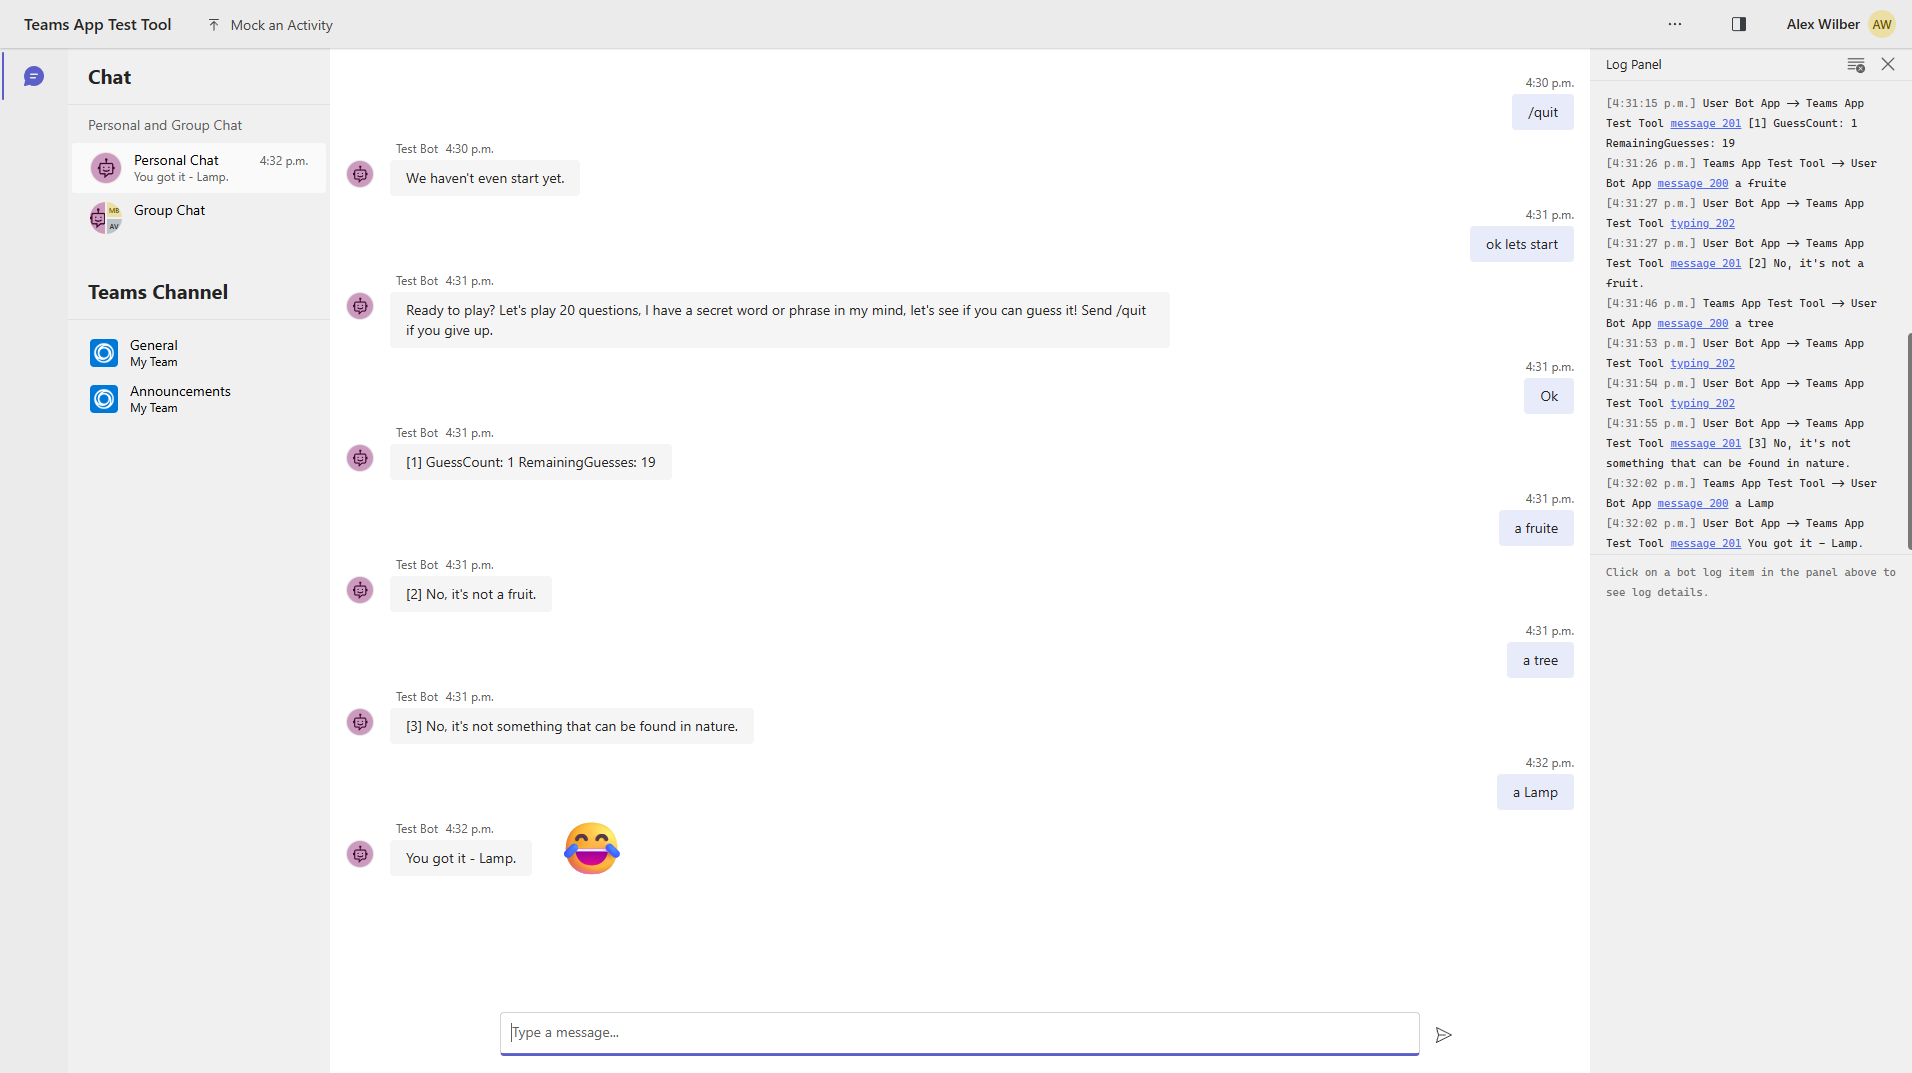 Teams App Test Tool
Mock an Activity
Alex Wilber
AW
Chat
Personal and Group Chat
Personal Chat
4:32 p.m.
You got it - Lamp.
MB
AV
Group Chat
Teams Channel
General
My Team
Announcements
My Team
4:30 p.m.
/quit
Test Bot 4:30 p.m.
We haven't even start yet.
4:31 p.m.
ok lets start
Test Bot 4:31 p.m.
Ready to play? Let's play 20 questions, I have a secret word or phrase in my mind, let's see if you can guess it! Send /quit
if you give up.
4:31 p.m.
Ok
Test Bot 4:31 p.m.
[1] GuessCount: 1 RemainingGuesses: 19
4:31 p.m.
a fruite
Test Bot 4:31 p.m.
[2] No, it's not a fruit.
4:31 p.m.
a tree
Test Bot 4:31 p.m.
[3] No, it's not something that can be found in nature.
4:32 p.m.
a Lamp
Test Bot 4:32 p.m.
You got it - Lamp.
Type a message...
Log Panel
[4:31:15 p.m.] User Bot App → Teams App
Test Tool message 201 [1] GuessCount: 1
RemainingGuesses: 19
[4:31:26 p.m.] Teams App Test Tool → User
Bot App message 200 a fruite
[4:31:27 p.m.] User Bot App → Teams App
Test Tool typing 202
[4:31:27 p.m.] User Bot App → Teams App
Test Tool message 201 [2] No, it's not a
fruit.
[4:31:46 p.m.] Teams App Test Tool → User
Bot App message 200 a tree
[4:31:53 p.m.] User Bot App → Teams App
Test Tool typing 202
[4:31:54 p.m.] User Bot App → Teams App
Test Tool typing 202
[4:31:55 p.m.] User Bot App → Teams App
Test Tool message 201 [3] No, it's not
something that can be found in nature.
[4:32:02 p.m.] Teams App Test Tool → User
Bot App message 200 a Lamp
[4:32:02 p.m.] User Bot App → Teams App
Test Tool message 201 You got it - Lamp.
Click on a bot log item in the panel above to
see log details.